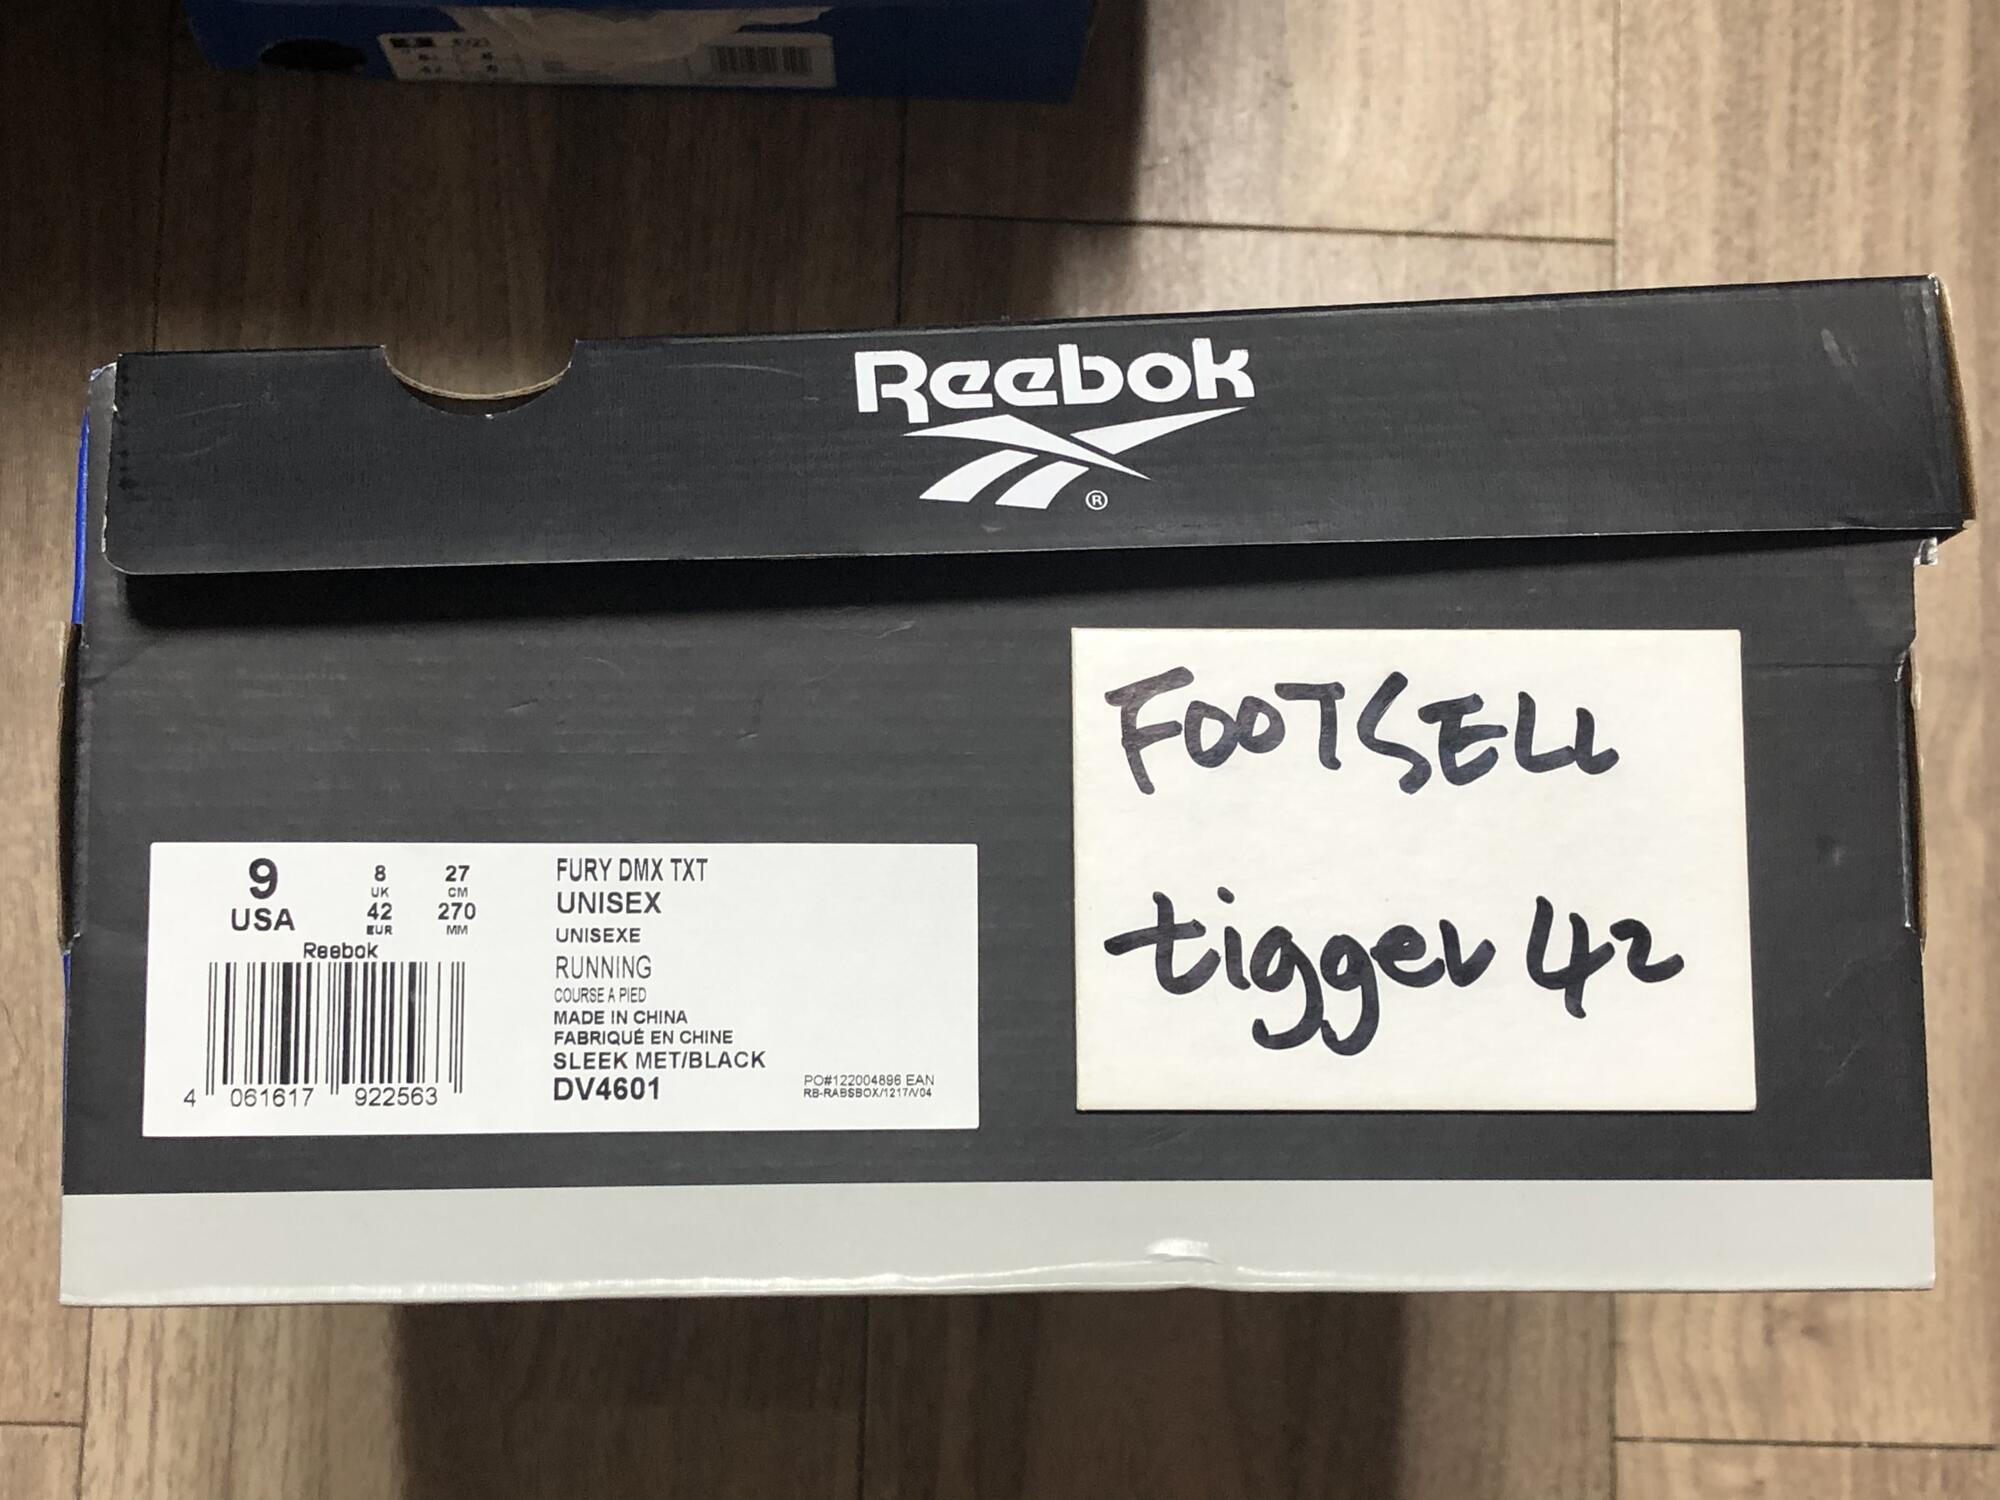 Reebok
®
FOOTSELL
tigger 42
9
USA
8
UK
42
EUR
27
CM
270
MM
Reebok
4 061617 922563
FURY DMX TXT
UNISEX
UNISEXE
RUNNING
COURSE A PIED
MADE IN CHINA
FABRIQUÉ EN CHINE
SLEEK MET/BLACK
DV4601
PO#122004896 EAN
RB-RABSBOX/1217/V04